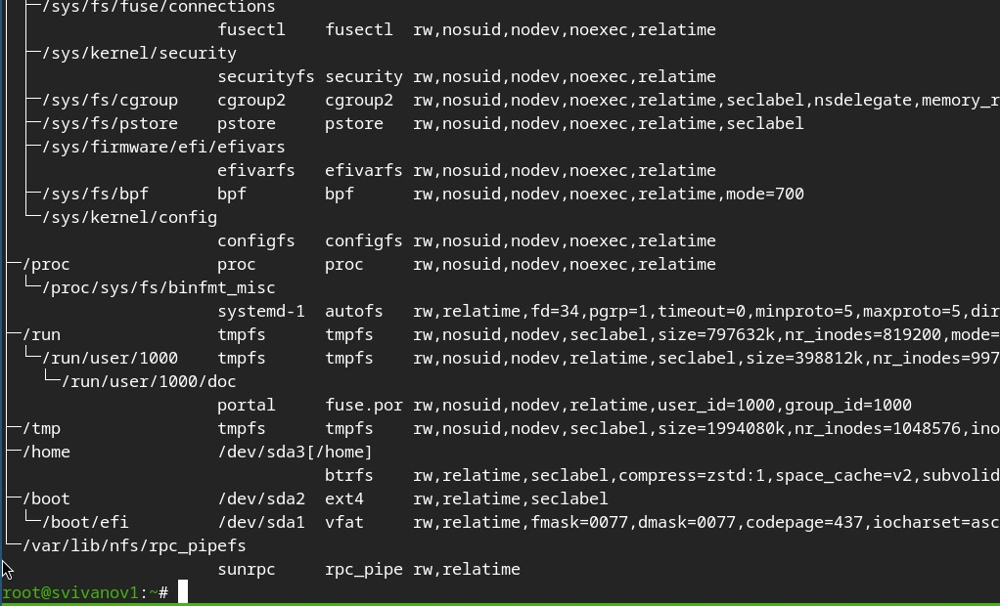 ├─/sys/fs/fuse/connections
                      fusectl    fusectl  rw,nosuid,nodev,noexec,relatime
├─/sys/kernel/security
                      securityfs security rw,nosuid,nodev,noexec,relatime
├─/sys/fs/cgroup    cgroup2    cgroup2  rw,nosuid,nodev,noexec,relatime,seclabel,nsdelegate,memory_r
├─/sys/fs/pstore    pstore     pstore   rw,nosuid,nodev,noexec,relatime,seclabel
├─/sys/firmware/efi/efivars
                      efivarfs   efivarfs rw,nosuid,nodev,noexec,relatime
├─/sys/fs/bpf       bpf        bpf      rw,nosuid,nodev,noexec,relatime,mode=700
└─/sys/kernel/config
                      configfs   configfs rw,nosuid,nodev,noexec,relatime
├─/proc               proc       proc     rw,nosuid,nodev,noexec,relatime
│ └─/proc/sys/fs/binfmt_misc
                      systemd-1  autofs   rw,relatime,fd=34,pgrp=1,timeout=0,minproto=5,maxproto=5,dir
├─/run                tmpfs      tmpfs    rw,nosuid,nodev,seclabel,size=797632k,nr_inodes=819200,mode=
│ └─/run/user/1000    tmpfs      tmpfs    rw,nosuid,nodev,relatime,seclabel,size=398812k,nr_inodes=997
│   └─/run/user/1000/doc
                      portal     fuse.por rw,nosuid,nodev,relatime,user_id=1000,group_id=1000
├─/tmp                tmpfs      tmpfs    rw,nosuid,nodev,seclabel,size=1994080k,nr_inodes=1048576,ino
├─/home               /dev/sda3[/home]
                                 btrfs    rw,relatime,seclabel,compress=zstd:1,space_cache=v2,subvolid
├─/boot               /dev/sda2  ext4     rw,relatime,seclabel
│ └─/boot/efi         /dev/sda1  vfat     rw,relatime,fmask=0077,dmask=0077,codepage=437,iocharset=asc
└─/var/lib/nfs/rpc_pipefs
                      sunrpc     rpc_pipe rw,relatime
root@svivanov1:~#